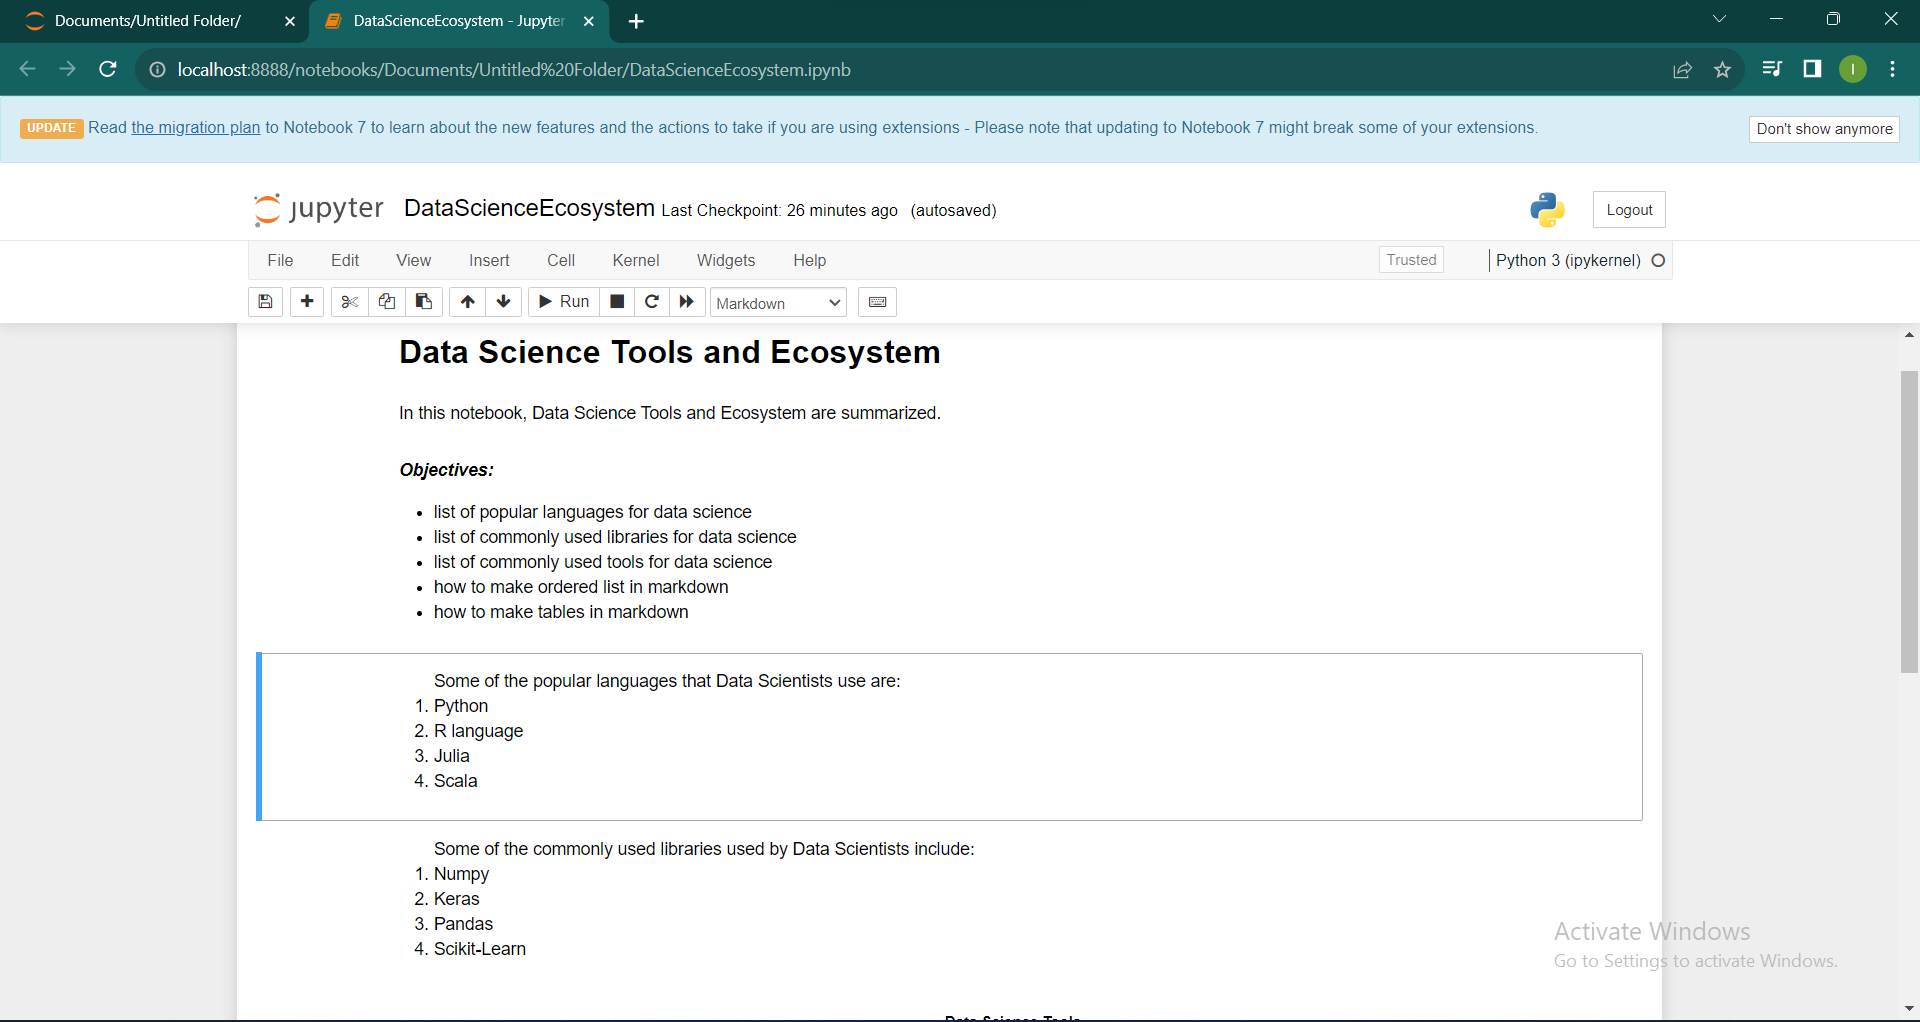 Documents/Untitled Folder/
DataScienceEcosystem - Jupyter
localhost:8888/notebooks/Documents/Untitled%20Folder/DataScienceEcosystem.ipynb
I
UPDATE Read the migration plan to Notebook 7 to learn about the new features and the actions to take if you are using extensions - Please note that updating to Notebook 7 might break some of your extensions.
Don't show anymore
jupyter DataScienceEcosystem Last Checkpoint: 26 minutes ago (autosaved)
Logout
File Edit View Insert Cell Kernel Widgets Help
Trusted
Python 3 (ipykernel)
Run
Markdown
Data Science Tools and Ecosystem
In this notebook, Data Science Tools and Ecosystem are summarized.
Objectives:
• list of popular languages for data science
• list of commonly used libraries for data science
• list of commonly used tools for data science
• how to make ordered list in markdown
• how to make tables in markdown
Some of the popular languages that Data Scientists use are:
1. Python
2. R language
3. Julia
4. Scala
Some of the commonly used libraries used by Data Scientists include:
1. Numpy
2. Keras
3. Pandas
4. Scikit-Learn
Activate Windows
Go to Settings to activate Windows.
Data Science Tools